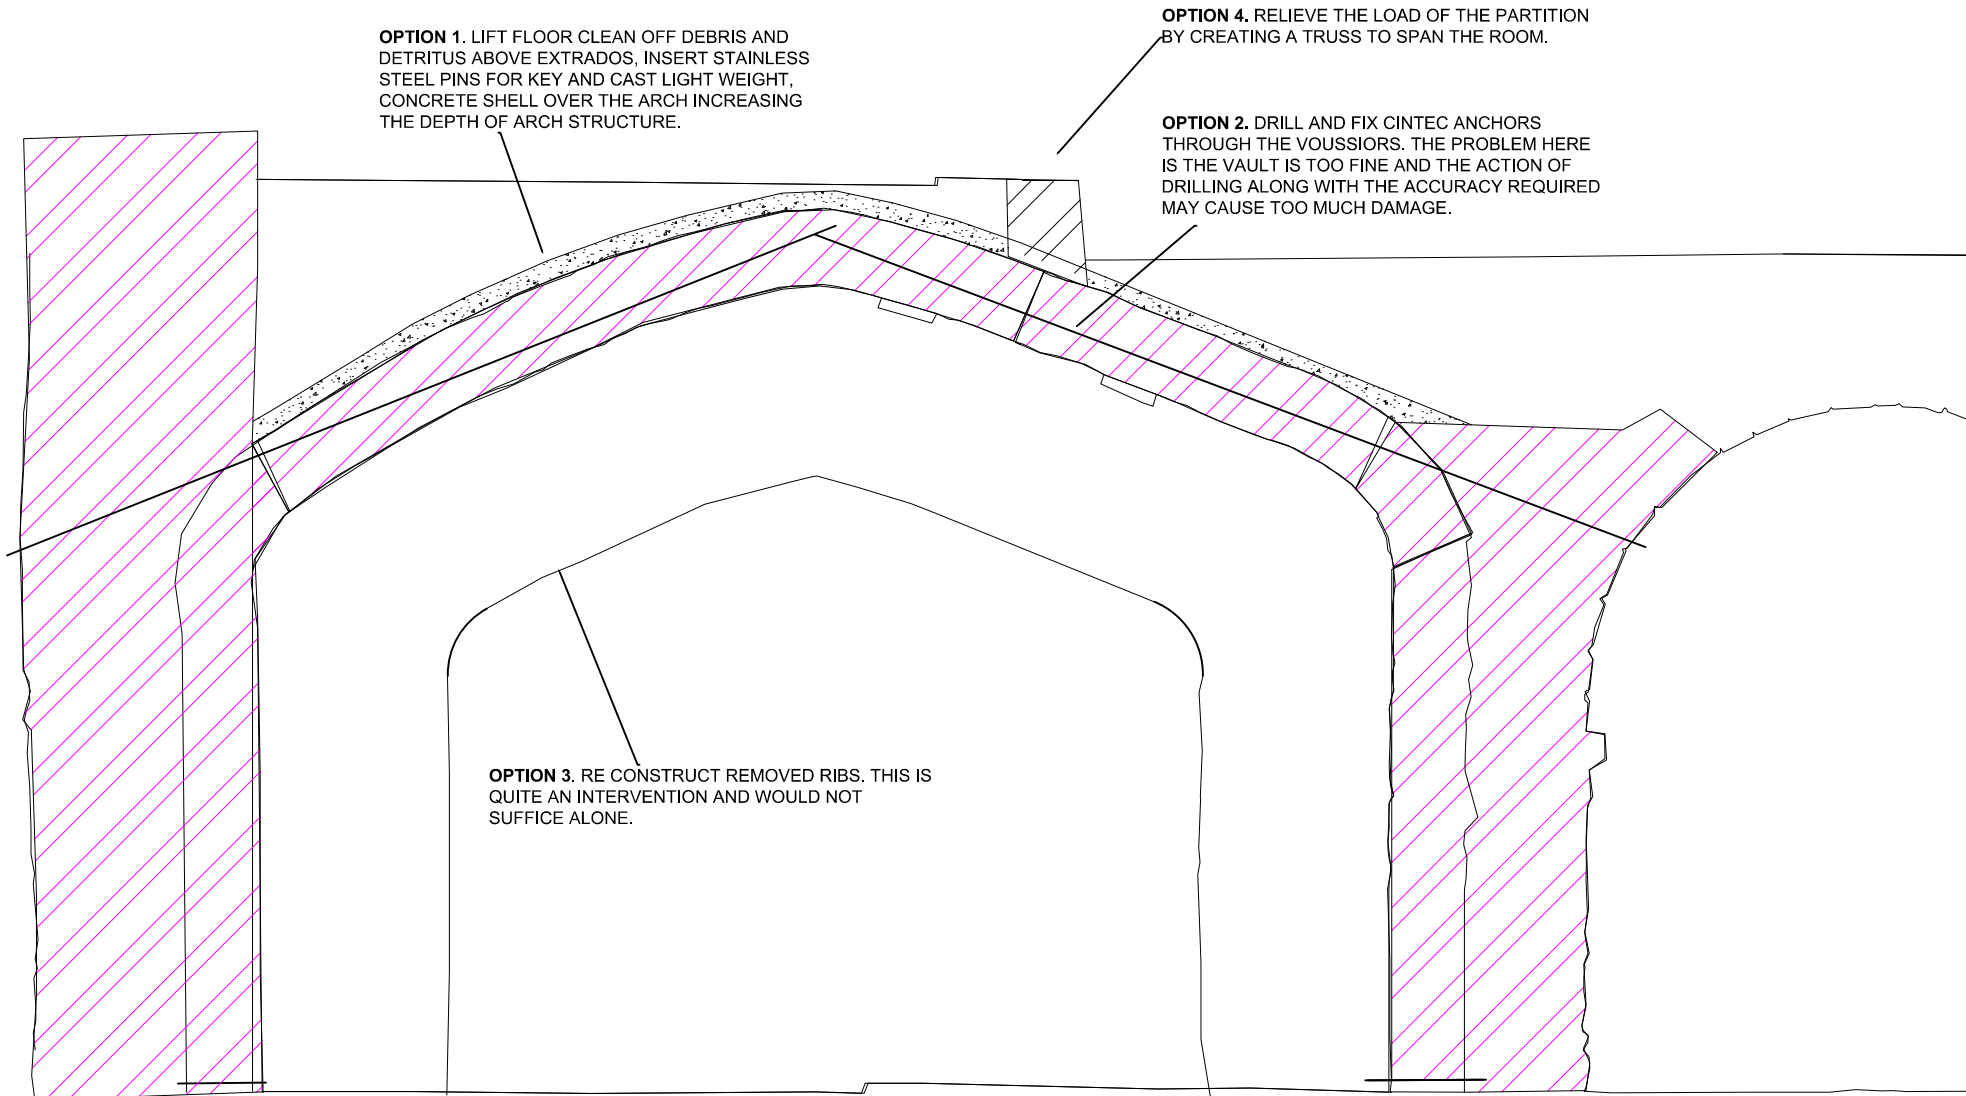 OPTION 1. LIFT FLOOR CLEAN OFF DEBRIS AND
DETRITUS ABOVE EXTRADOS, INSERT STAINLESS
STEEL PINS FOR KEY AND CAST LIGHT WEIGHT,
CONCRETE SHELL OVER THE ARCH INCREASING
THE DEPTH OF ARCH STRUCTURE.
OPTION 4. RELIEVE THE LOAD OF THE PARTITION
BY CREATING A TRUSS TO SPAN THE ROOM.
OPTION 2. DRILL AND FIX CINTEC ANCHORS
THROUGH THE VOUSSIORS. THE PROBLEM HERE
IS THE VAULT IS TOO FINE AND THE ACTION OF
DRILLING ALONG WITH THE ACCURACY REQUIRED
MAY CAUSE TOO MUCH DAMAGE.
OPTION 3. RE CONSTRUCT REMOVED RIBS. THIS IS
QUITE AN INTERVENTION AND WOULD NOT
SUFFICE ALONE.